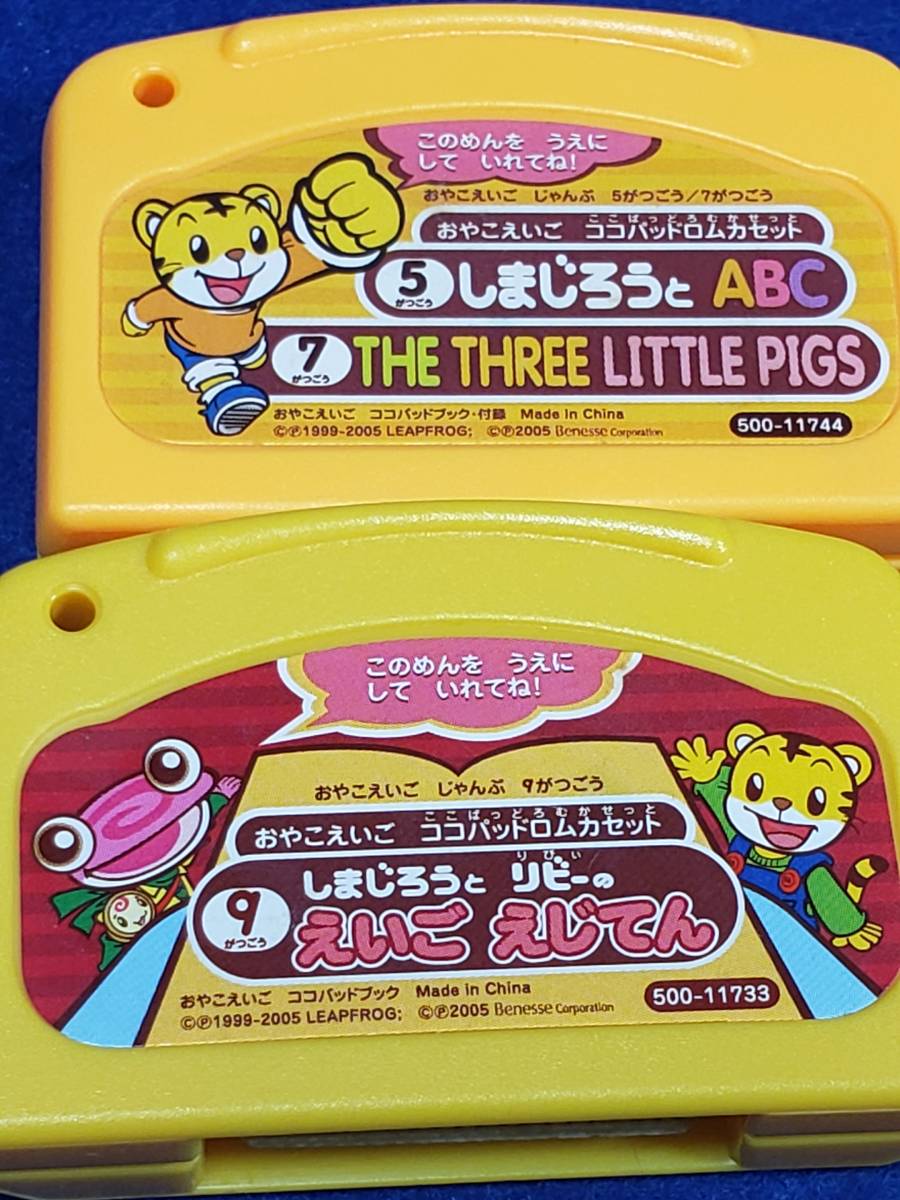 このめんを うえに
して いれてね!
おやこえいご じゃんぷ 5がつごう/7がつごう
ここぱっどろむかせっと
おやこえいご ココパッドロムカセット
5 しまじろうと ABC
がつごう
7 THE THREE LITTLE PIGS
がつごう
おやこえいご ココパッドブック・付録 Made in China
©℗1999-2005 LEAPFROG; ©℗2005 Benesse Corporation
500-11744
このめんを うえに
して いれてね!
おやこえいご じゃんぷ 9がつごう
ここぱっどろむかせっと
おやこえいご ココパッドロムカセット
りびい
しまじろうと リビーの
9 えいご えじてん
がつごう
おやこえいご ココパッドブック Made in China
©℗1999-2005 LEAPFROG; ©℗2005 Benesse Corporation
500-11733